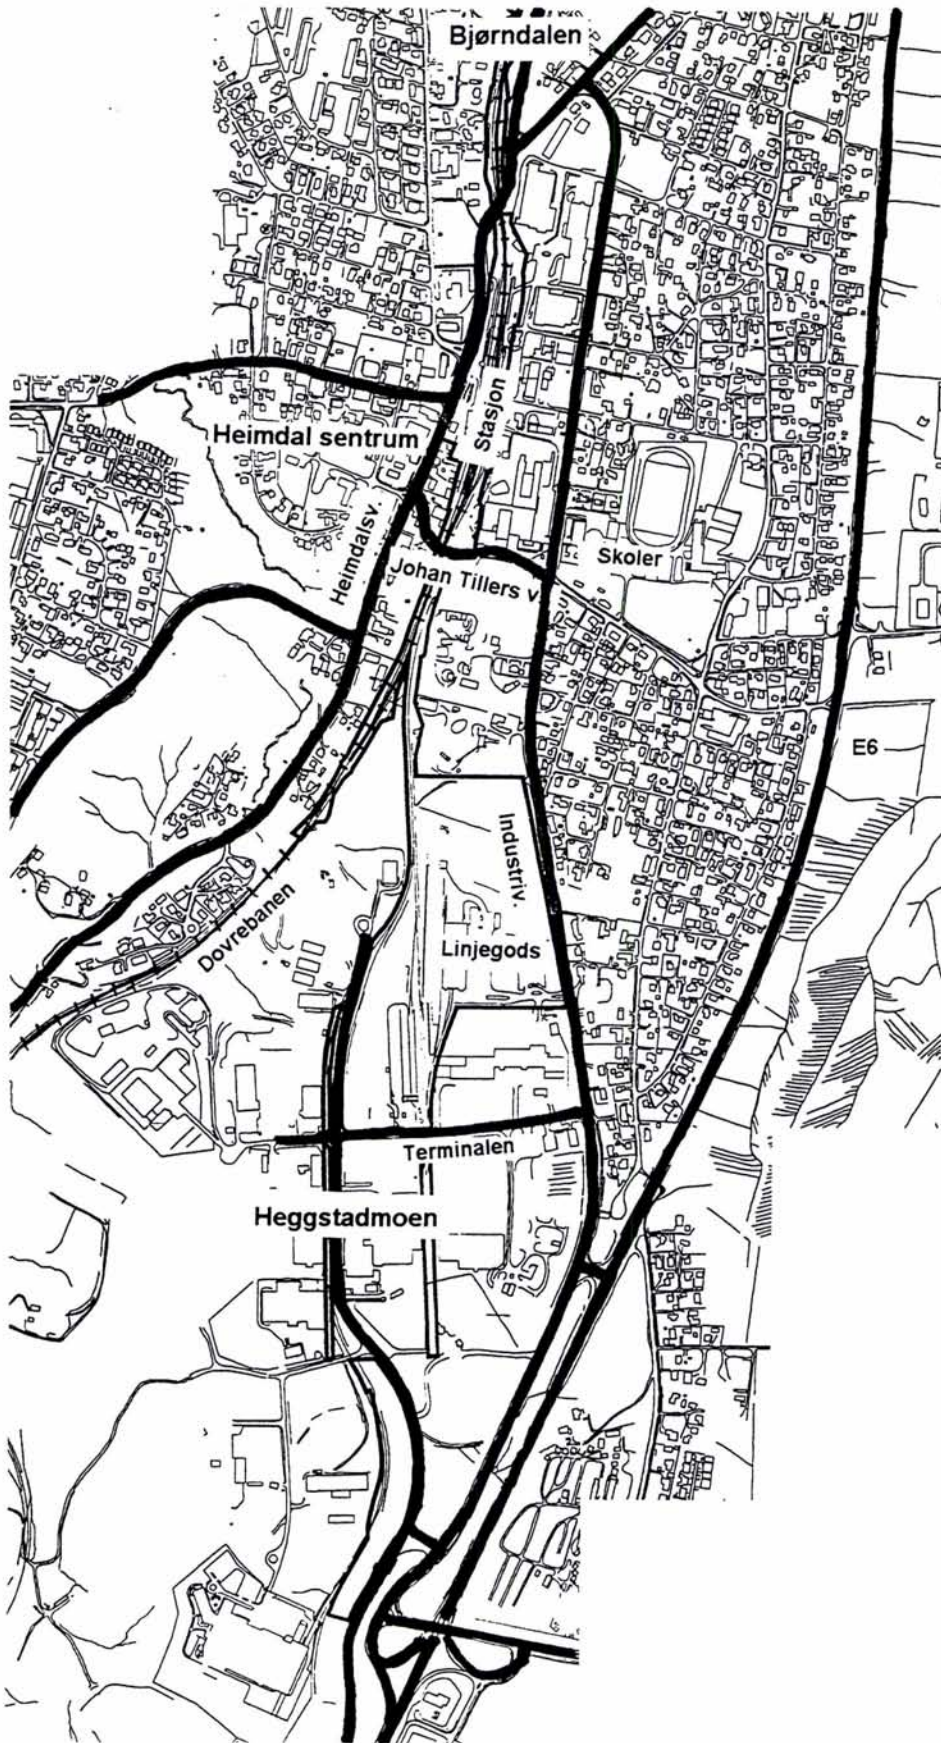 Bjørndalen
Stasjon
Heimdal sentrum
Heimdalsv.
Skoler
Johan Tillers v
E6
Industriv.
Dovrebanen
Linjegods
Terminalen
Heggstadmoen